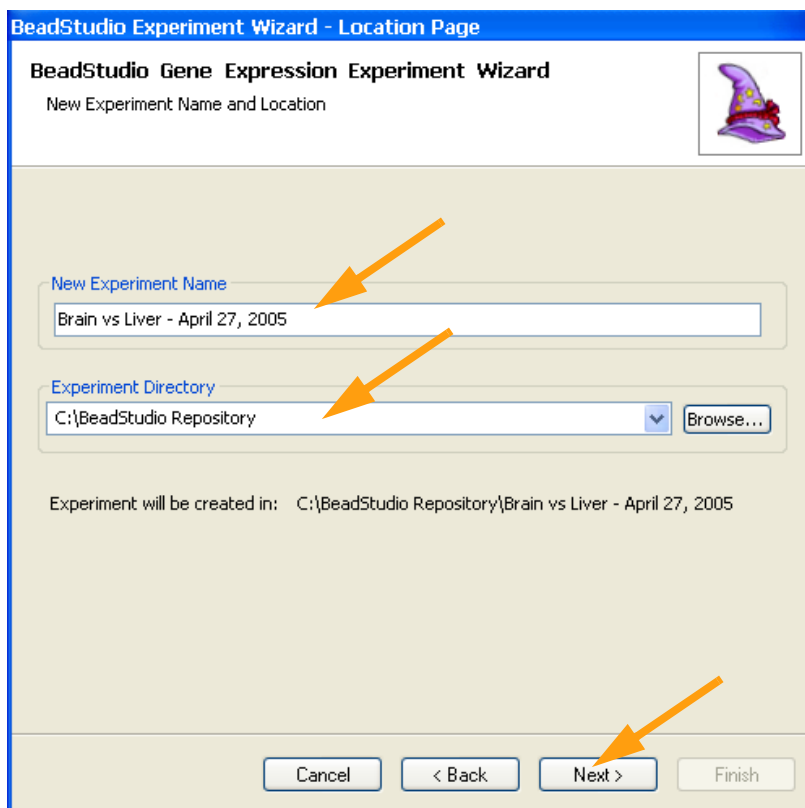 BeadStudio Experiment Wizard - Location Page
BeadStudio Gene Expression Experiment Wizard
New Experiment Name and Location
New Experiment Name
Brain vs Liver - April 27, 2005
Experiment Directory
C:\BeadStudio Repository
Browse...
Experiment will be created in: C:\BeadStudio Repository\Brain vs Liver - April 27, 2005
Cancel
< Back
Next >
Finish